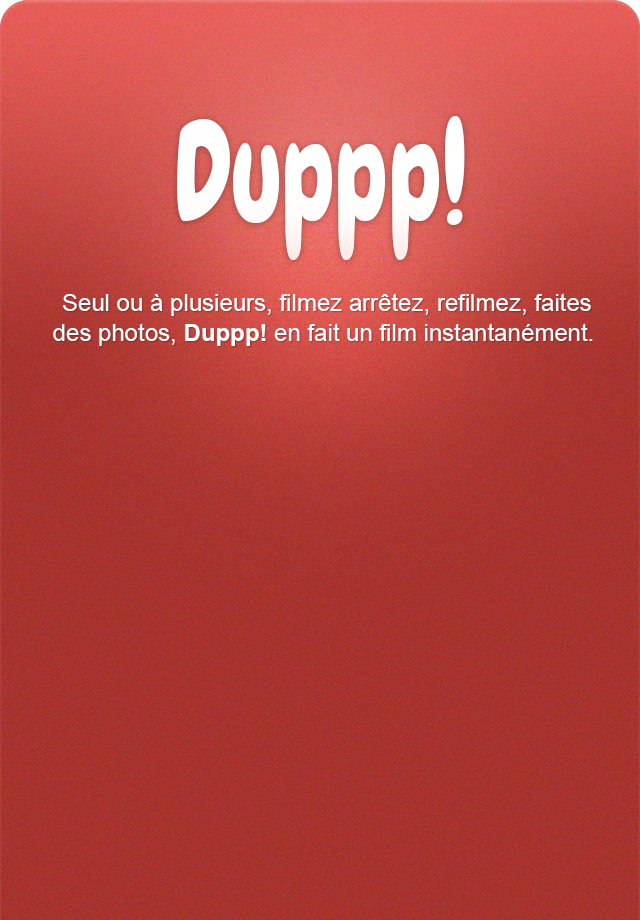 Duppp!
Seul ou à plusieurs, filmez arrêtez, refilmez, faites
des photos, Duppp! en fait un film instantanément.